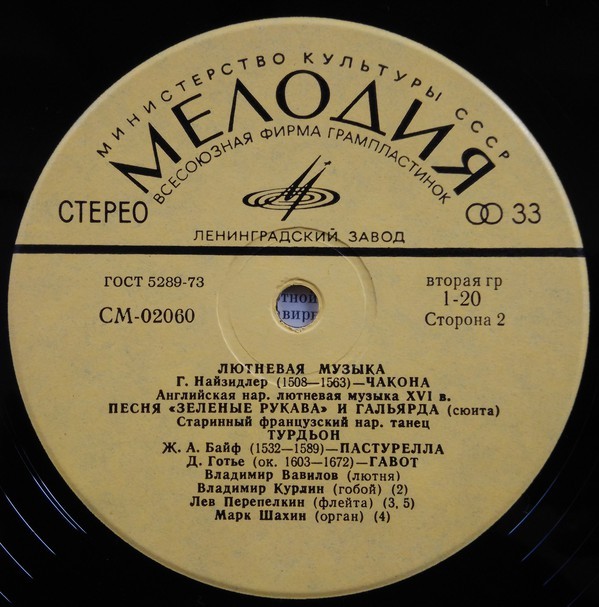 МИНИСТЕРСТВО КУЛЬТУРЫ СССР
МЕЛОДИЯ
ВСЕСОЮЗНАЯ ФИРМА ГРАМПЛАСТИНОК
СТЕРЕО
33
ЛЕНИНГРАДСКИЙ ЗАВОД
ГОСТ 5289-73
вторая гр
СМ-02060
1-20
Сторона 2
тной
вирн
ЛЮТНЕВАЯ МУЗЫКА
Г. Найзидлер (1508—1563)—ЧАКОНА
Английская нар. лютневая музыка XVI в.
ПЕСНЯ «ЗЕЛЕНЫЕ РУКАВА» И ГАЛЬЯРДА (сюита)
Старинный французский нар. танец
ТУРДЬОН
Ж. А. Байф (1532—1589)—ПАСТУРЕЛЛА
Д. Готье (ок. 1603—1672)—ГАВОТ
Владимир Вавилов (лютня)
Владимир Курлин (гобой) (2)
Лев Перепелкин (флейта) (3, 5)
Марк Шахин (орган) (4)